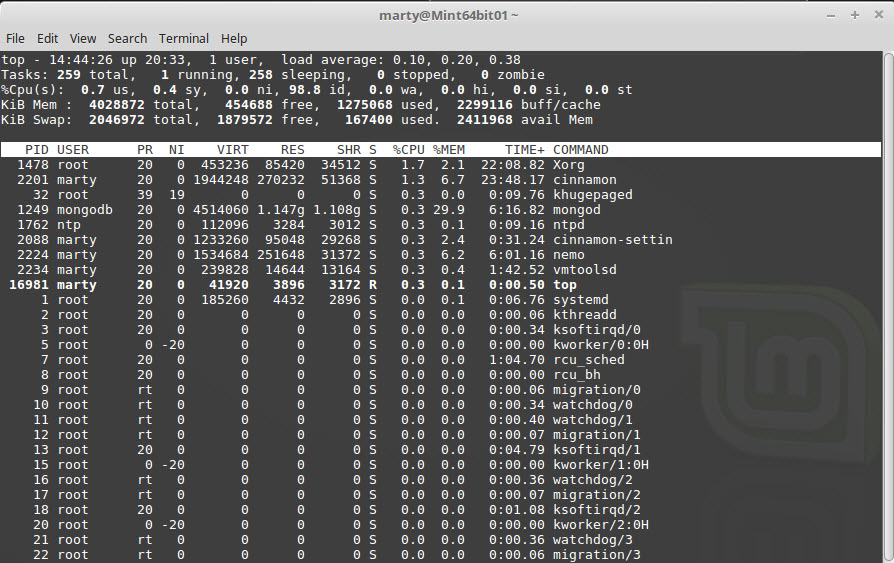 marty@Mint64bit01 ~
File Edit View Search Terminal Help
top - 14:44:26 up 20:33,  1 user,  load average: 0.10, 0.20, 0.38
Tasks: 259 total,   1 running, 258 sleeping,   0 stopped,   0 zombie
%Cpu(s):  0.7 us,  0.4 sy,  0.0 ni, 98.8 id,  0.0 wa,  0.0 hi,  0.0 si,  0.0 st
KiB Mem :  4028872 total,   454688 free,  1275068 used,  2299116 buff/cache
KiB Swap:  2046972 total,  1879572 free,   167400 used.  2411968 avail Mem
PID USER      PR  NI    VIRT    RES    SHR S  %CPU %MEM     TIME+ COMMAND
1478 root      20   0  453236  85420  34512 S   1.7  2.1  22:08.82 Xorg
2201 marty     20   0 1944248 270232  51368 S   1.3  6.7  23:48.17 cinnamon
32 root      39  19       0      0      0 S   0.3  0.0   0:09.76 khugepaged
1249 mongodb   20   0 4514060 1.147g 1.108g S   0.3 29.9   6:16.82 mongod
1762 ntp       20   0  112096   3284   3012 S   0.3  0.1   0:09.16 ntpd
2088 marty     20   0 1233260  95048  29268 S   0.3  2.4   0:31.24 cinnamon-settin
2224 marty     20   0 1534684 251648  31372 S   0.3  6.2   6:01.16 nemo
2234 marty     20   0  239828  14644  13164 S   0.3  0.4   1:42.52 vmtoolsd
16981 marty     20   0   41920   3896   3172 R   0.3  0.1   0:00.50 top
1 root      20   0  185260   4432   2896 S   0.0  0.1   0:06.76 systemd
2 root      20   0       0      0      0 S   0.0  0.0   0:00.06 kthreadd
3 root      20   0       0      0      0 S   0.0  0.0   0:00.34 ksoftirqd/0
5 root       0 -20       0      0      0 S   0.0  0.0   0:00.00 kworker/0:0H
7 root      20   0       0      0      0 S   0.0  0.0   1:04.70 rcu_sched
8 root      20   0       0      0      0 S   0.0  0.0   0:00.00 rcu_bh
9 root      rt   0       0      0      0 S   0.0  0.0   0:00.06 migration/0
10 root      rt   0       0      0      0 S   0.0  0.0   0:00.34 watchdog/0
11 root      rt   0       0      0      0 S   0.0  0.0   0:00.40 watchdog/1
12 root      rt   0       0      0      0 S   0.0  0.0   0:00.07 migration/1
13 root      20   0       0      0      0 S   0.0  0.0   0:04.79 ksoftirqd/1
15 root       0 -20       0      0      0 S   0.0  0.0   0:00.00 kworker/1:0H
16 root      rt   0       0      0      0 S   0.0  0.0   0:00.36 watchdog/2
17 root      rt   0       0      0      0 S   0.0  0.0   0:00.07 migration/2
18 root      20   0       0      0      0 S   0.0  0.0   0:01.08 ksoftirqd/2
20 root       0 -20       0      0      0 S   0.0  0.0   0:00.00 kworker/2:0H
21 root      rt   0       0      0      0 S   0.0  0.0   0:00.36 watchdog/3
22 root      rt   0       0      0      0 S   0.0  0.0   0:00.06 migration/3